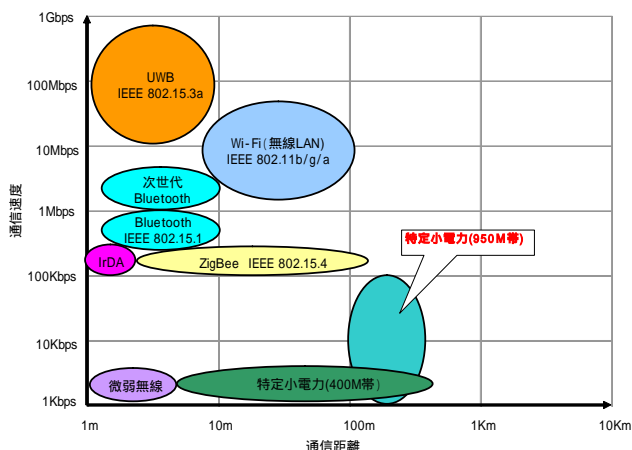 1Gbps
100Mbps
10Mbps
1Mbps
100Kbps
10Kbps
1Kbps
通信速度
UWB
IEEE 802.15.3a
Wi-Fi(無線LAN)
IEEE 802.11b/g/a
次世代
Bluetooth
Bluetooth
IEEE 802.15.1
IrDA
ZigBee IEEE 802.15.4
特定小電力(950M帯)
微弱無線
特定小電力(400M帯)
1m
10m
100m
1Km
10Km
通信距離